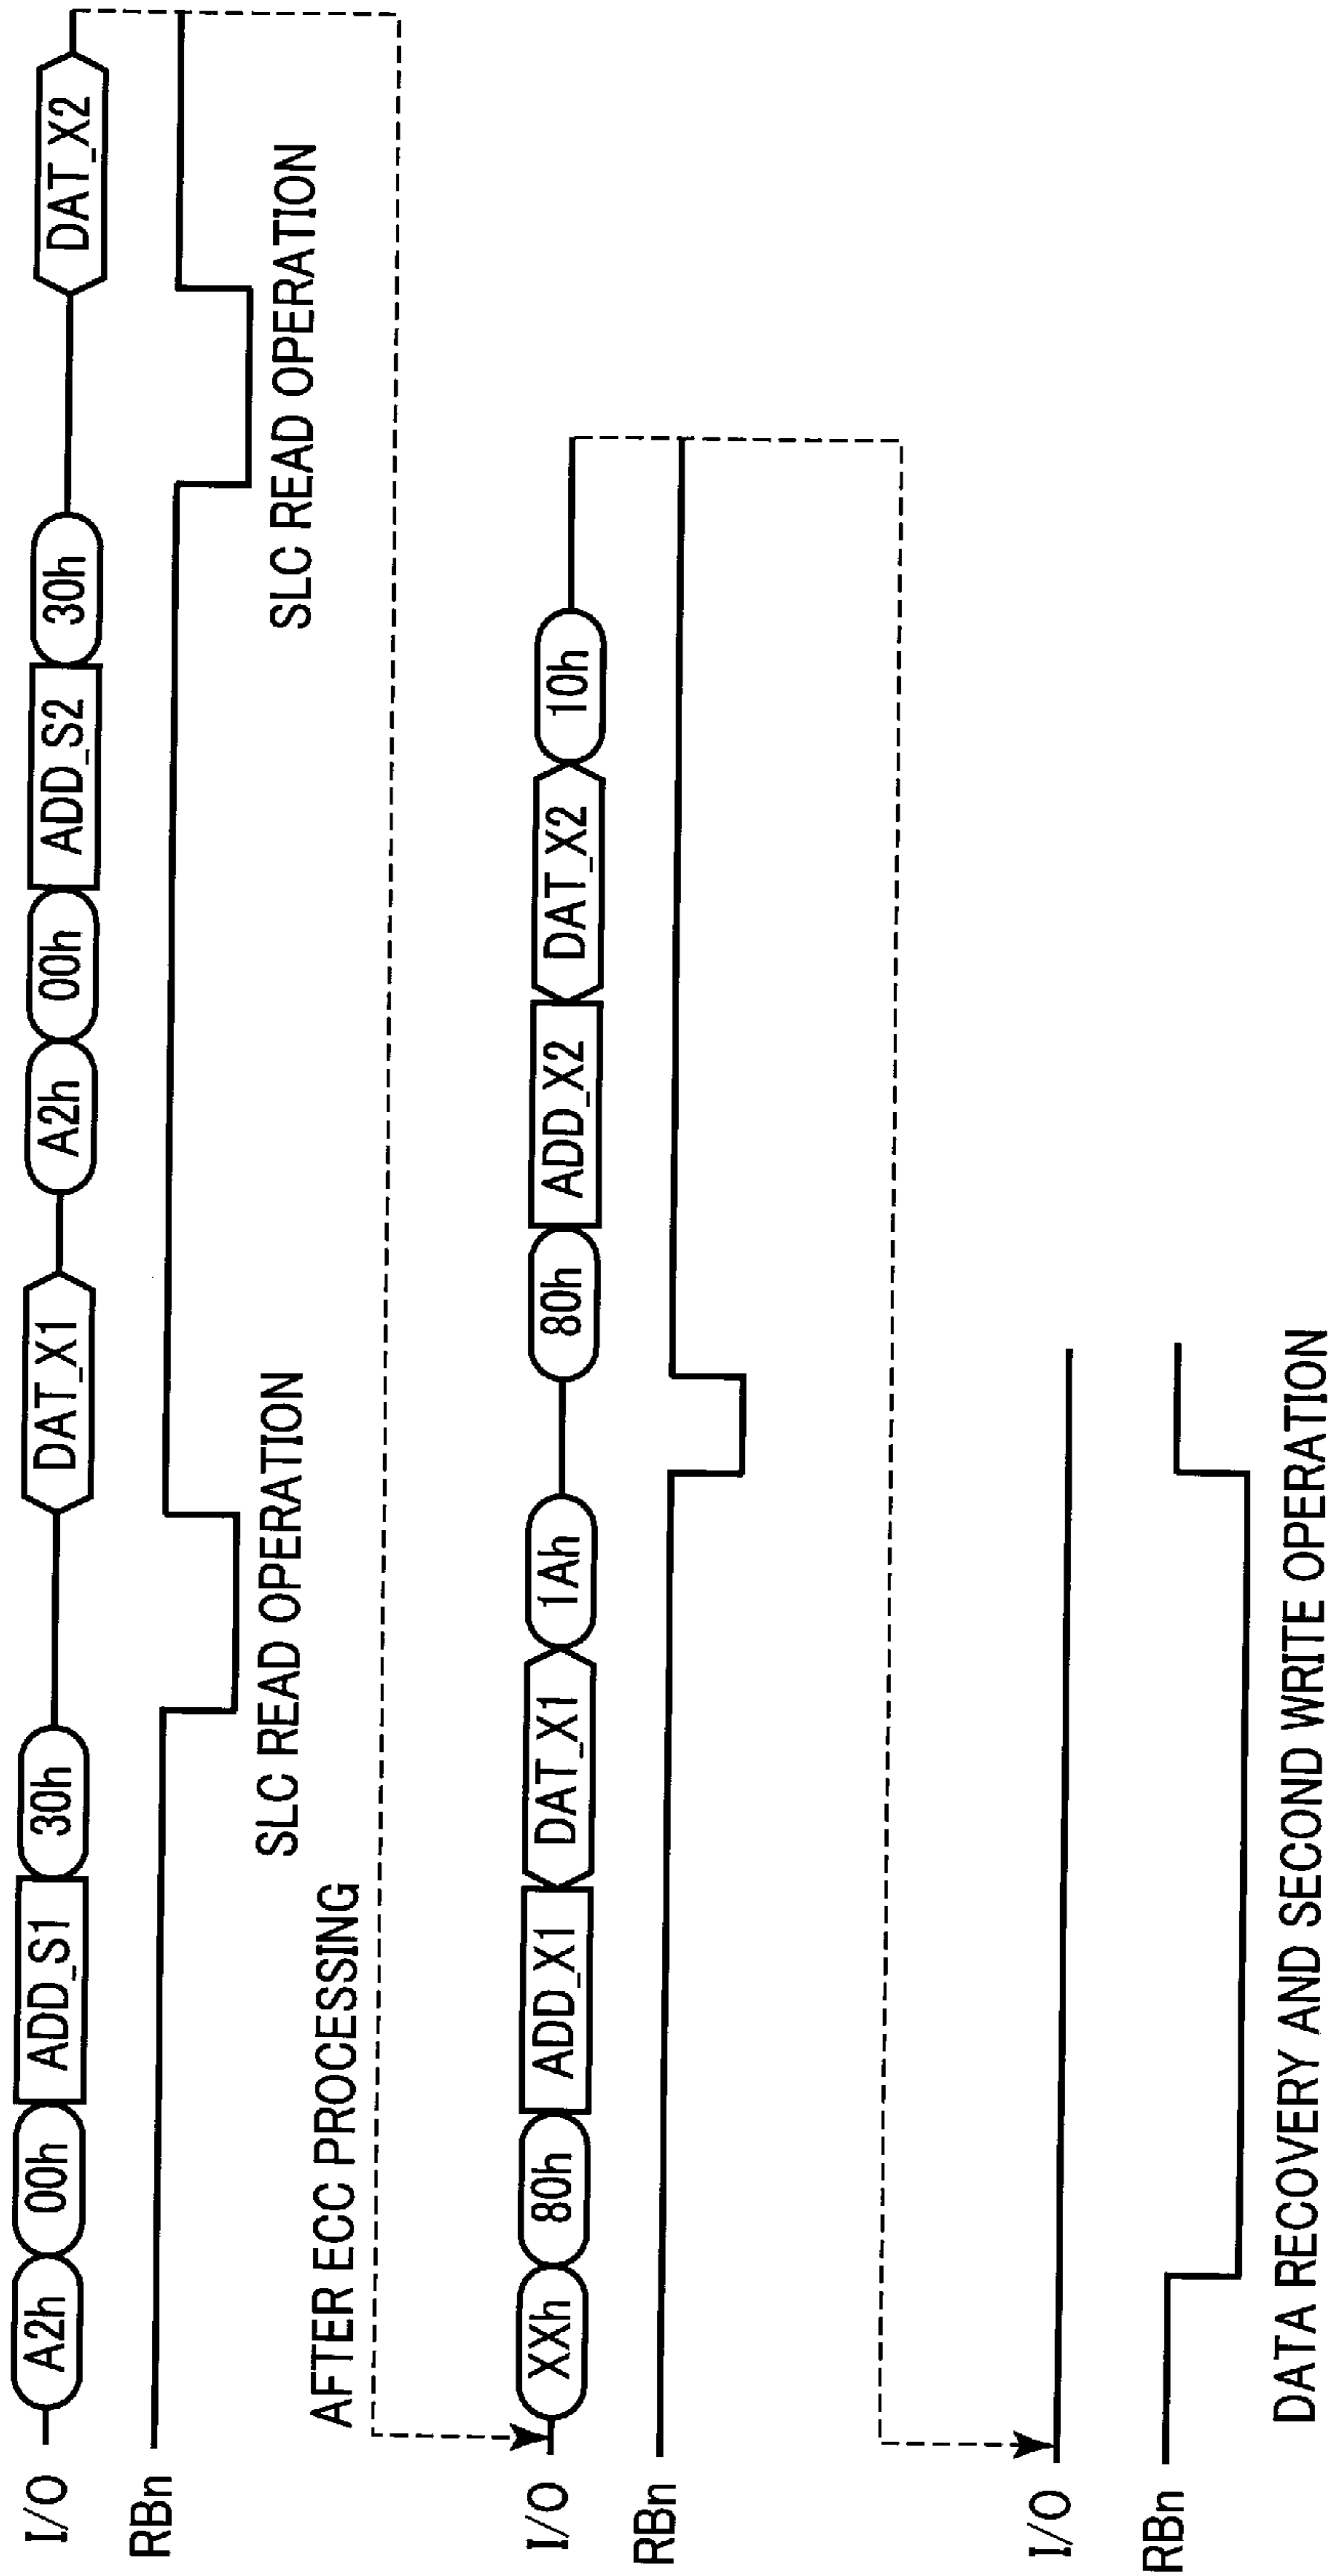 I/O A2h 00h ADD_S1 30h DAT_X1 A2h 00h ADD_S2 30h DAT_X2
RBn
SLC READ OPERATION SLC READ OPERATION
AFTER ECC PROCESSING
I/O XXh 80h ADD_X1 DAT_X1 1Ah 80h ADD_X2 DAT_X2 10h
RBn
I/O
RBn
DATA RECOVERY AND SECOND WRITE OPERATION